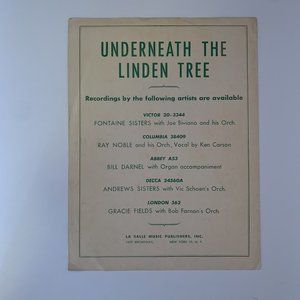 UNDERNEATH THE
LINDEN TREE
Recordings by the following artists are available
VICTOR 20-3344
FONTAINE SISTERS with Joe Biviano and his Orch.
COLUMBIA 38409
RAY NOBLE and his Orch, Vocal by Ken Carson
ABBEY A53
BILL DARNEL with Organ accompaniment
DECCA 24560A
ANDREWS SISTERS with Vic Schoen's Orch.
LONDON 362
GRACIE FIELDS with Bob Farnon's Orch.
LA SALLE MUSIC PUBLISHERS, INC.
NEW YORK 19, N. Y.